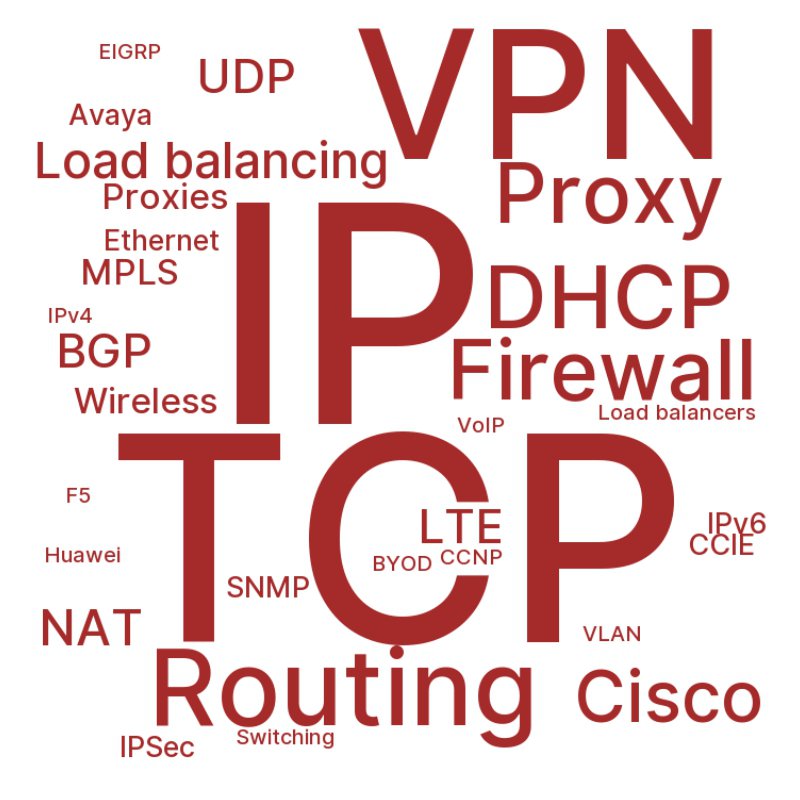 VPN
EIGRP
UDP
Avaya
Load balancing
Proxy
Proxies
IP
Ethernet
MPLS
DHCP
IPv4
BGP
Firewall
Wireless
Load balancers
VoIP
TCP
F5
LTE
IPv6
CCIE
Huawei
BYOD
CCNP
SNMP
NAT
VLAN
Routing
Cisco
Switching
IPSec